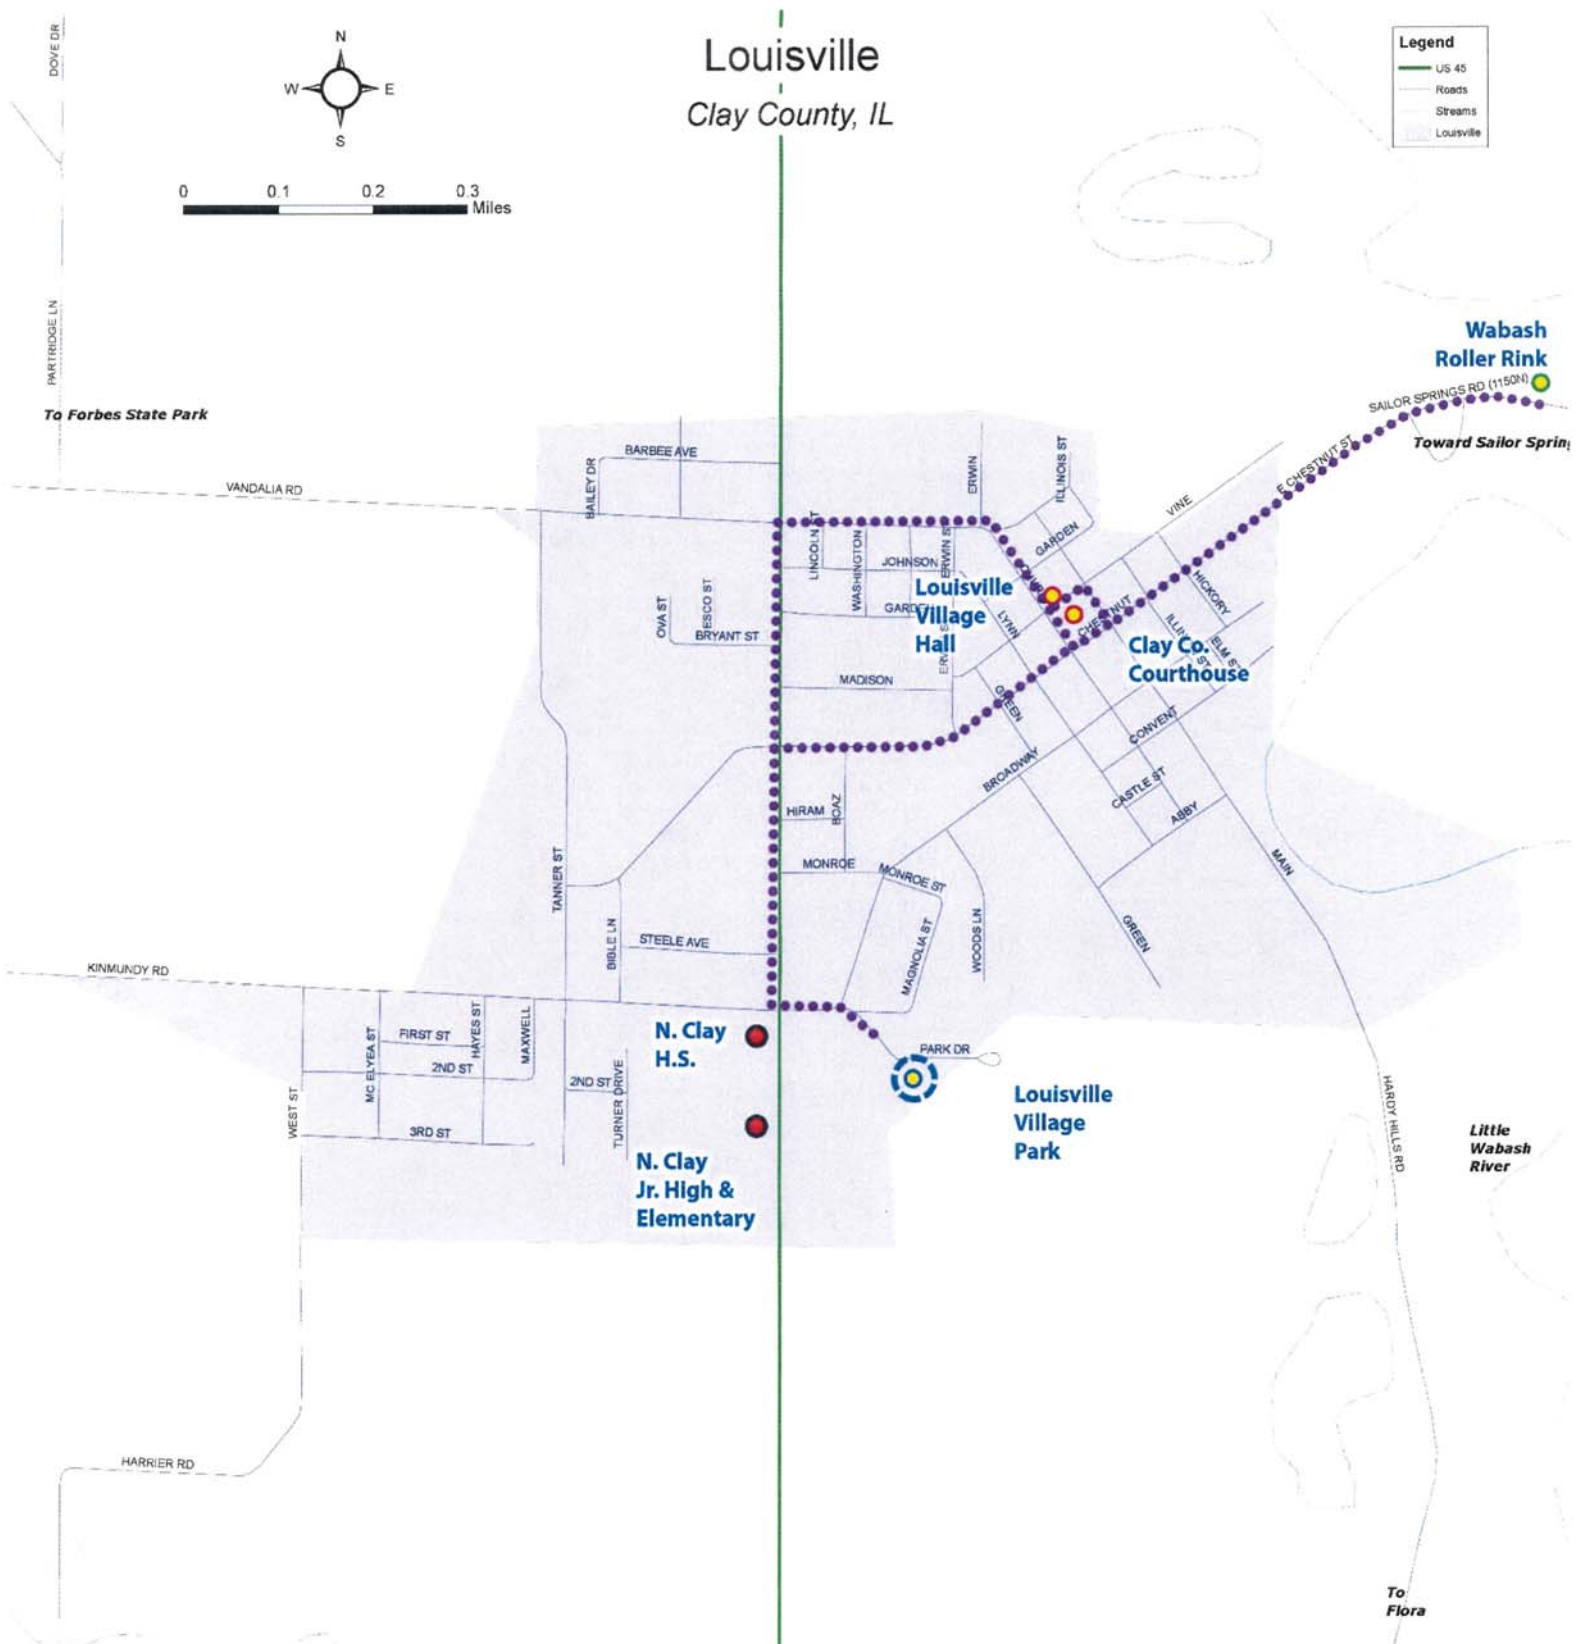 Louisville
Clay County, IL
N
W
E
S
0
0.1
0.2
0.3
Miles
Legend
US 45
Roads
Streams
Louisville
DOVE DR
PARTRIDGE LN
To Forbes State Park
VANDALIA RD
Wabash
Roller Rink
SAILOR SPRINGS RD (1150N)
Toward Sailor Spring
E CHESTNUT ST
BARBEE AVE
BAILEY DR
ERWIN
ILLINOIS ST
VINE
GARDEN
LINCOLN ST
WASHINGTON
JOHNSON
ERWIN S
ESCO ST
OVA ST
BRYANT ST
Louisville
Village
Hall
LYNN
CHESTNUT
HICKORY
ELM S
Clay Co.
Courthouse
MADISON
GREEN
CONVENT
BROADWAY
CASTLE ST
ABBY
HIRAM
BOAZ
MONROE
MONROE ST
MAIN
TANNER ST
BIBLE LN
STEELE AVE
MAGNOLIA ST
WOODS LN
GREEN
KINMUNDY RD
MC ELYEA ST
FIRST ST
HAYES ST
MAXWELL
2ND ST
2ND ST
TURNER DRIVE
WEST ST
3RD ST
N. Clay
H.S.
PARK DR
Louisville
Village
Park
N. Clay
Jr. High &
Elementary
HARDY HILLS RD
Little
Wabash
River
HARRIER RD
To
Flora